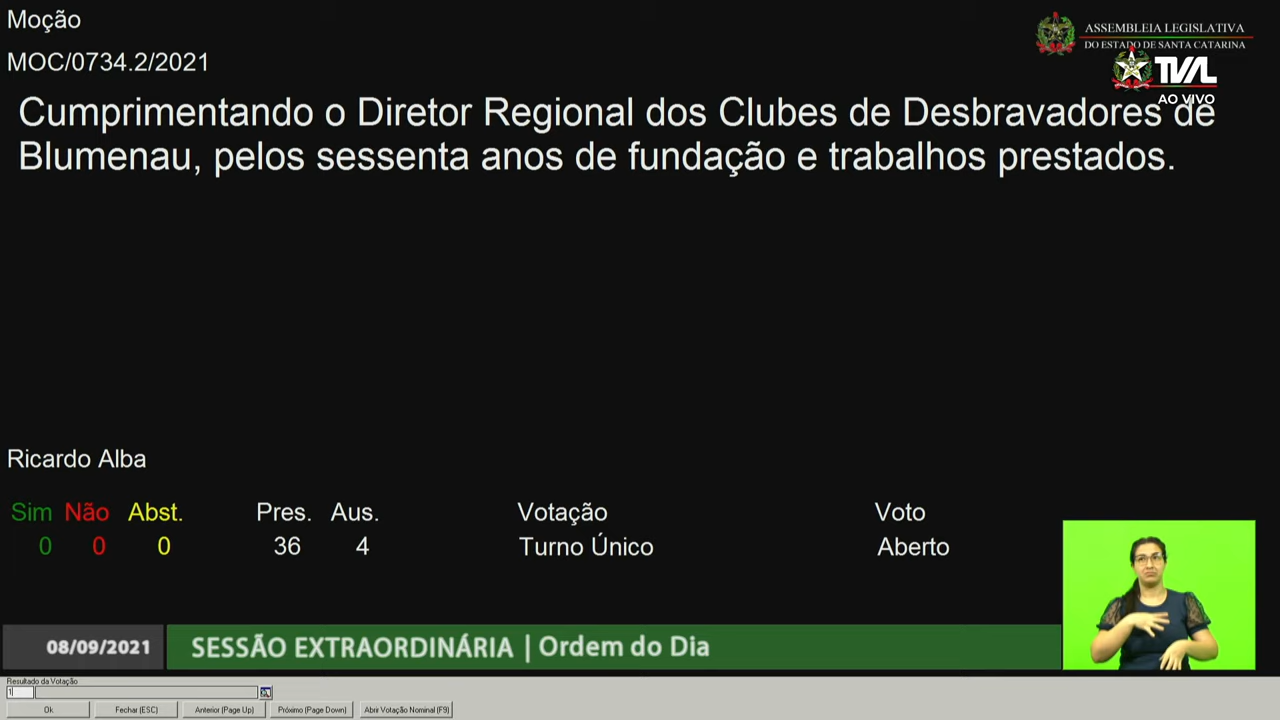 Moção
MOC/0734.2/2021
ASSEMBLEIA LEGISLATIVA
DO ESTADO DE SANTA CATARINA
TVAL
AO VIVO
Cumprimentando o Diretor Regional dos Clubes de Desbravadores de
Blumenau, pelos sessenta anos de fundação e trabalhos prestados.
Ricardo Alba
Sim Não Abst. Pres. Aus. Votação Voto
0 0 0 36 4 Turno Único Aberto
08/09/2021 SESSÃO EXTRAORDINÁRIA | Ordem do Dia
Resultado da Votação
1
Ok Fechar (ESC) Anterior (Page Up) Próximo (Page Down) Abrir Votação Nominal (F9)